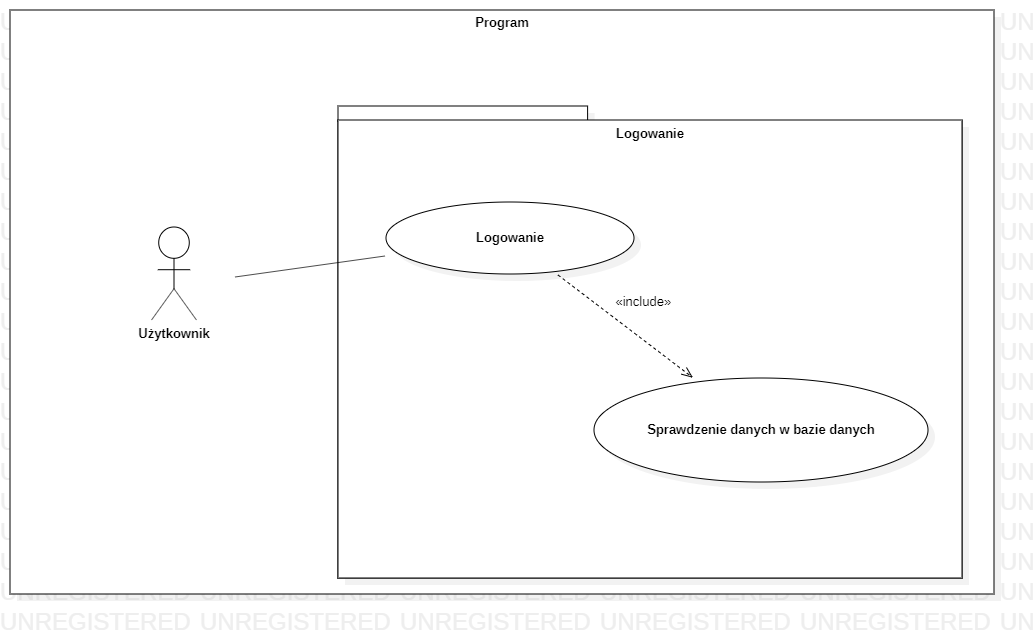 Program
Logowanie
Logowanie
«include»
Użytkownik
Sprawdzenie danych w bazie danych
UNREGISTERED UNREGISTERED UNREGISTERED UNREGISTERED UNREGISTERED UN